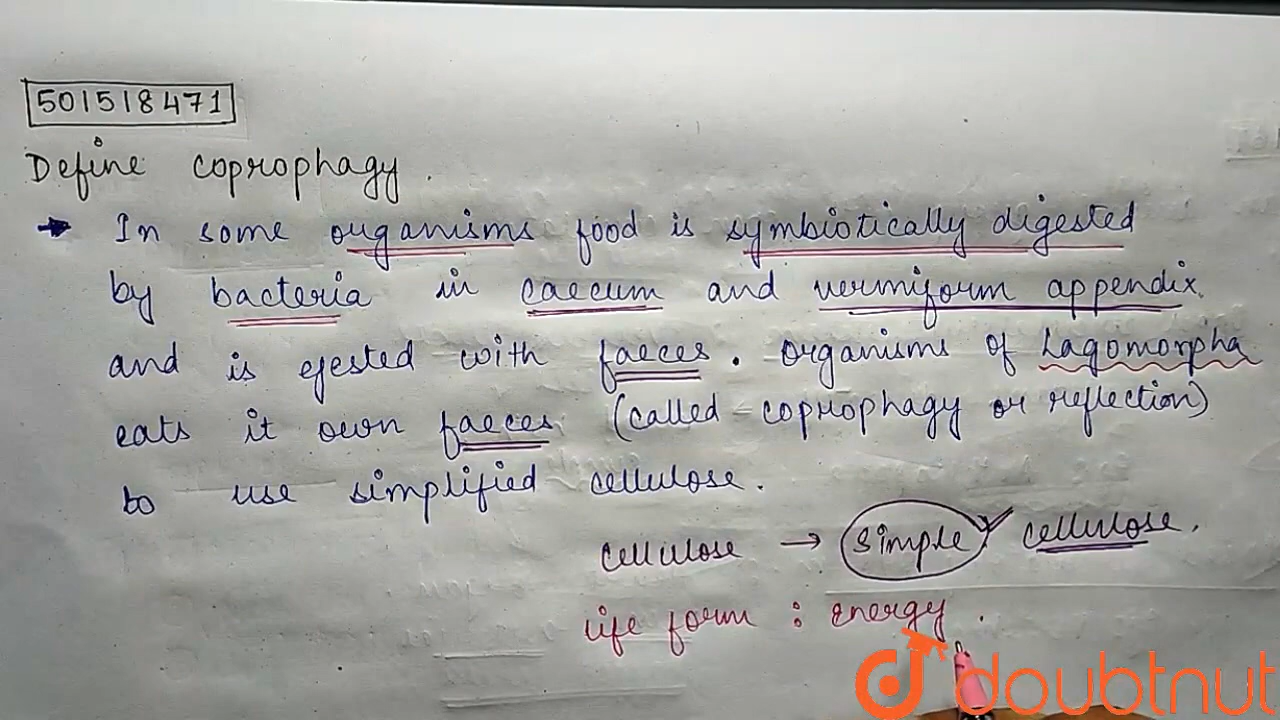 501518471
Define coprophagy.
→ In some organisms food is symbiotically digested
by bacteria in caecum and vermiform appendix
and is egested with faeces. Organisms of Lagomorpha
eats it own faeces (called coprophagy or reflection)
to use simplified cellulose.
cellulose → simple cellulose.
life form : energy.
doubtnut